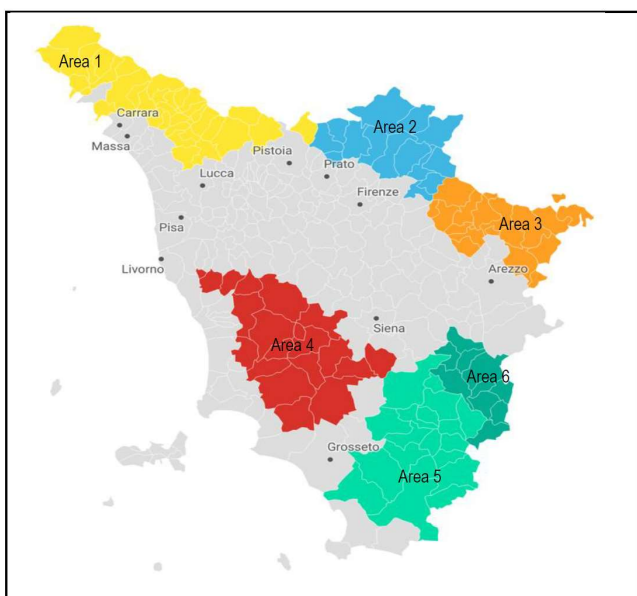 Area 1
Carrara
Massa
Area 2
Pistoia
Prato
Lucca
Firenze
Area 3
Pisa
Livorno
Arezzo
Siena
Area 4
Area 6
Grosseto
Area 5